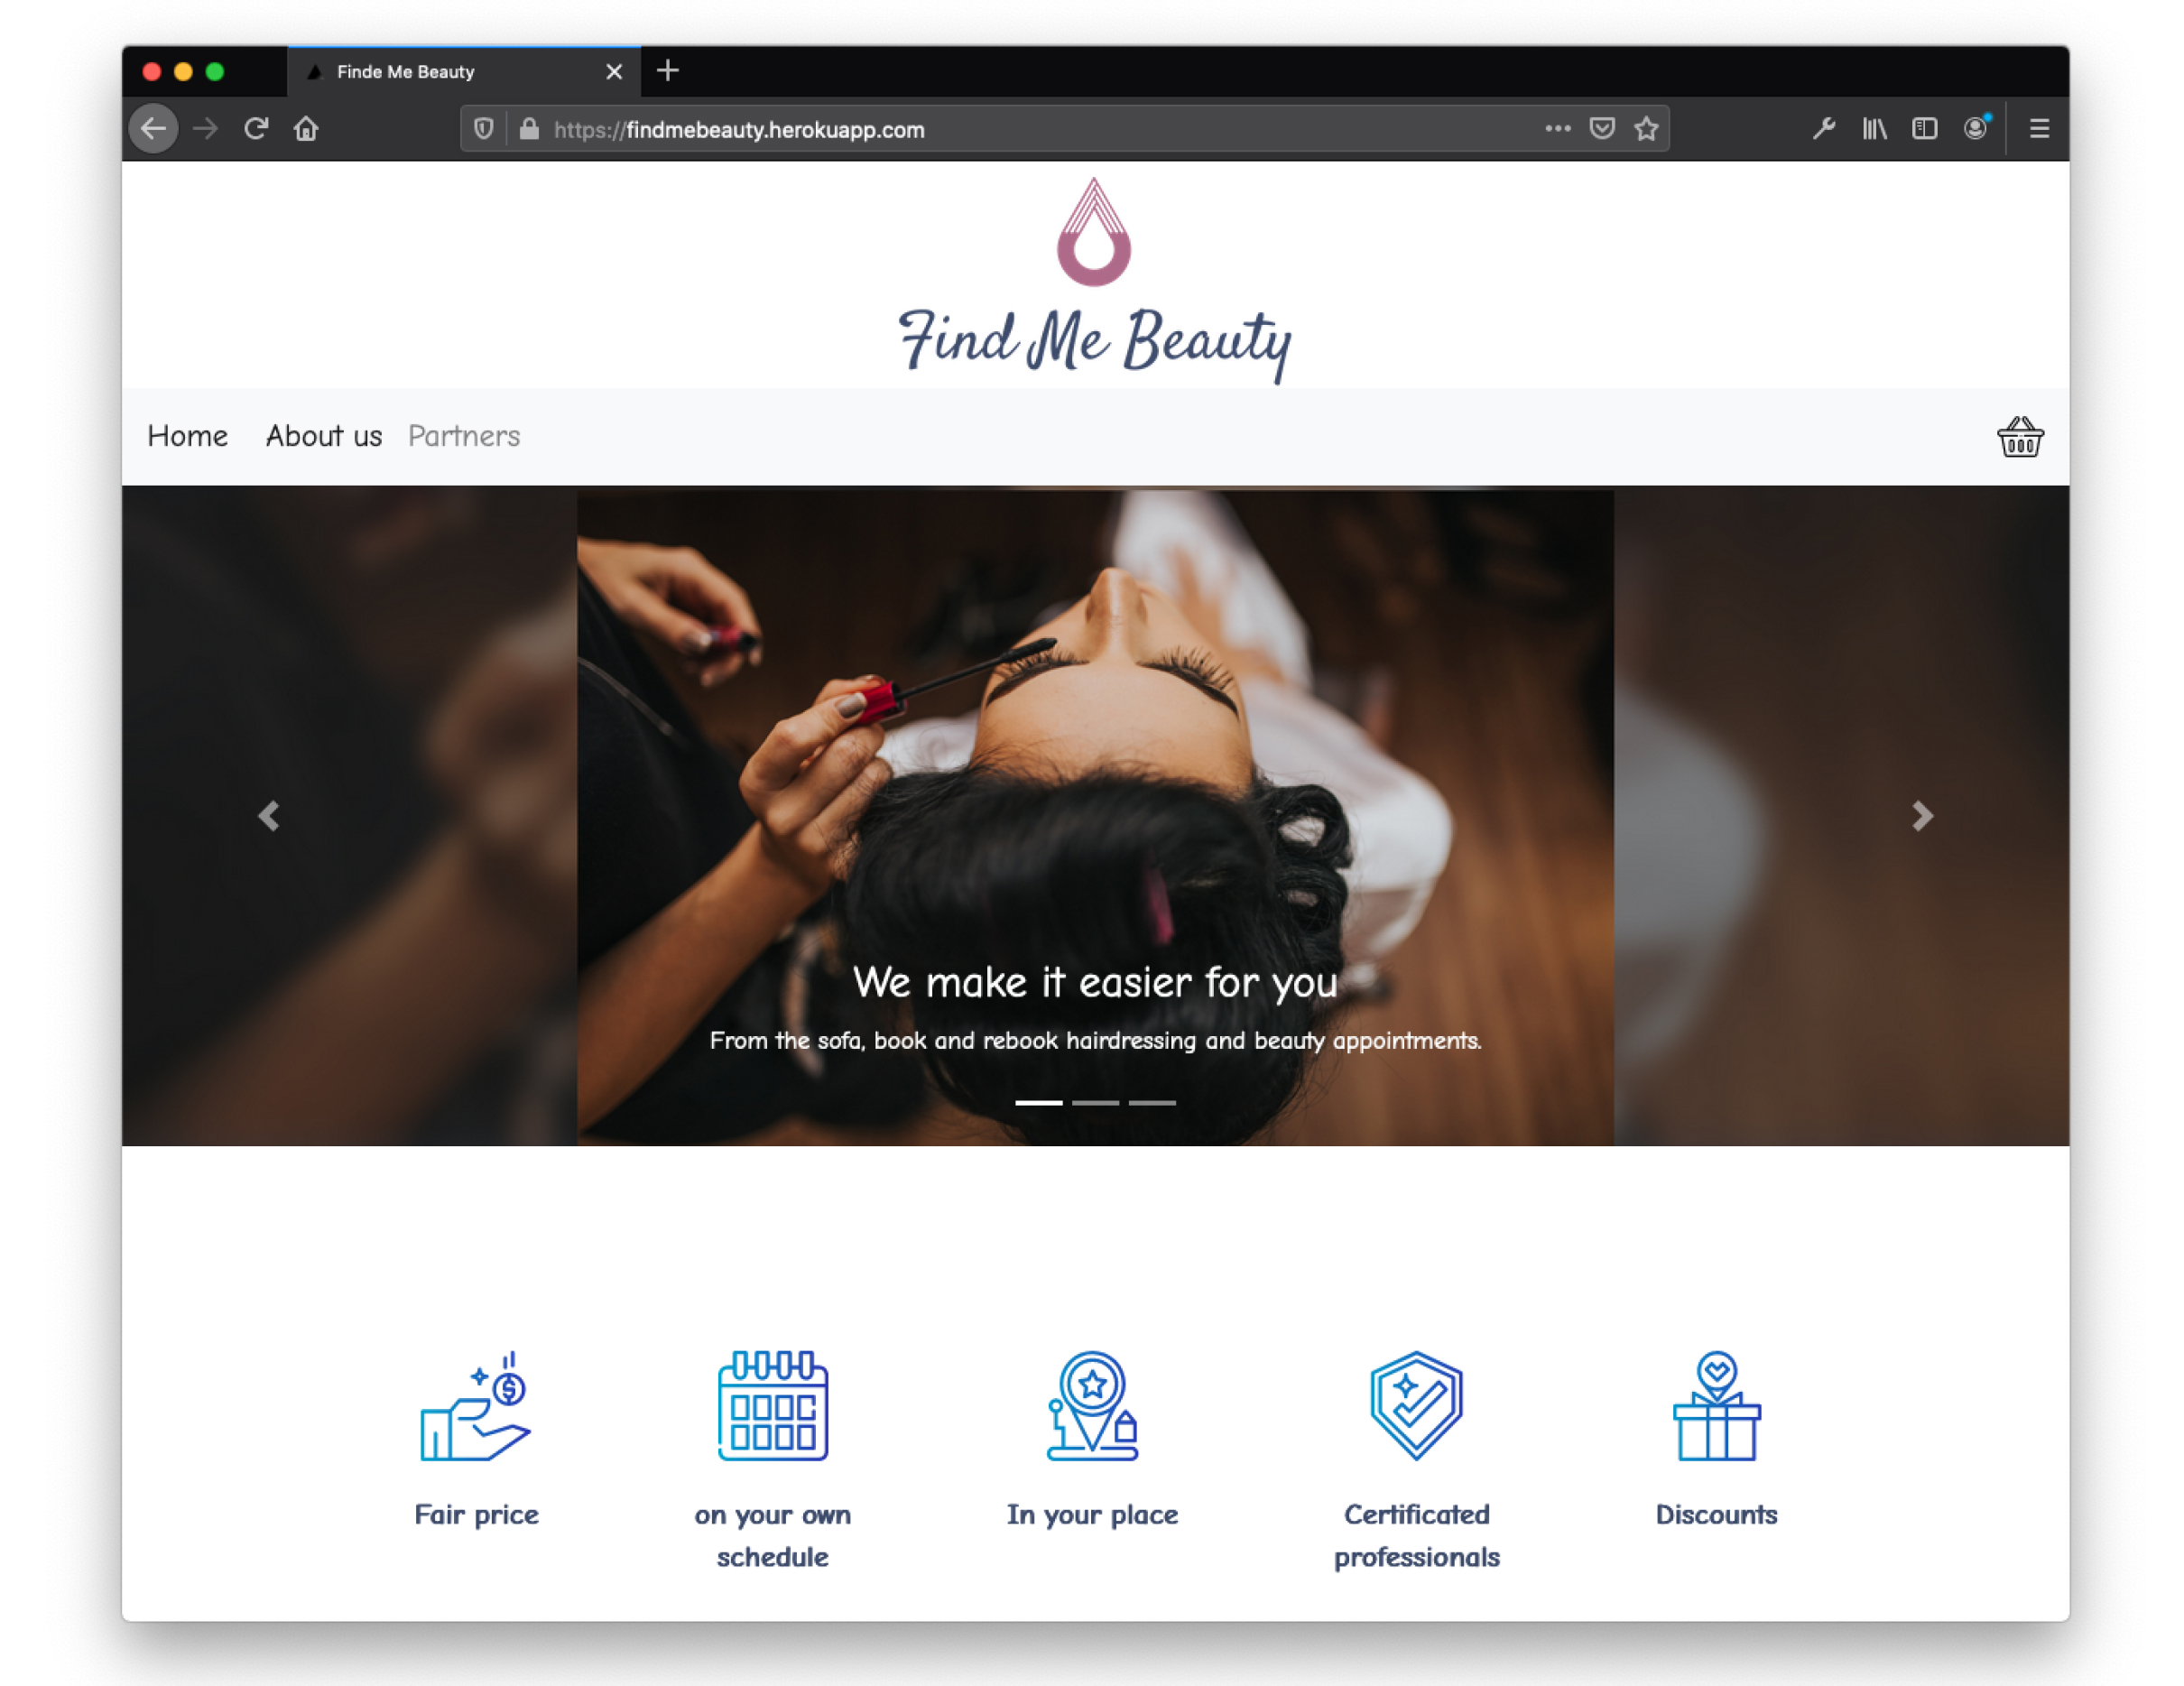 Finde Me Beauty
https://findmebeauty.herokuapp.com
Find Me Beauty
Home About us Partners
We make it easier for you
From the sofa, book and rebook hairdressing and beauty appointments.
Fair price
on your own
schedule
In your place
Certificated
professionals
Discounts